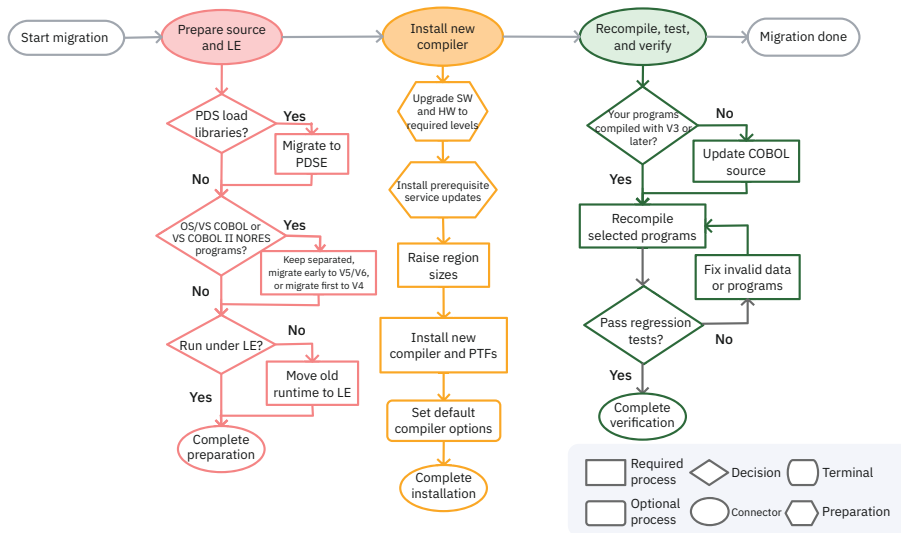 Start migration
Prepare source
and LE
Install new
compiler
Recompile, test,
and verify
Migration done
PDS load
libraries?
Yes
Migrate to
PDSE
No
OS/VS COBOL or
VS COBOL II NORES
programs?
Yes
Keep separated,
migrate early to V5/V6,
or migrate first to V4
No
Run under LE?
No
Move old
runtime to LE
Yes
Complete
preparation
Upgrade SW
and HW to
required levels
Install prerequisite
service updates
Raise region
sizes
Install new
compiler and PTFs
Set default
compiler options
Complete
installation
Your programs
compiled with V3 or
later?
No
Update COBOL
source
Yes
Recompile
selected programs
Fix invalid data
or programs
Pass regression
tests?
No
Yes
Complete
verification
Required
process
Decision
Terminal
Optional
process
Connector
Preparation